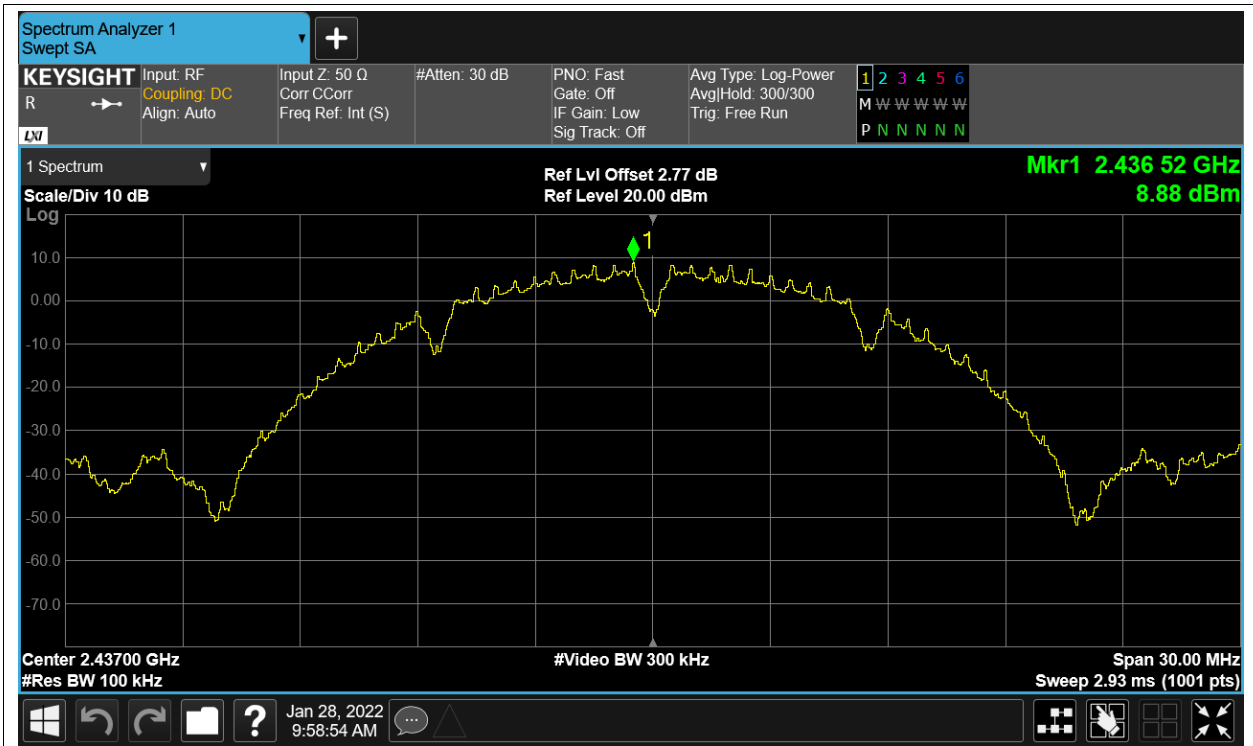 Spectrum Analyzer 1
Swept SA
KEYSIGHT
R
LXI
Input: RF
Coupling: DC
Align: Auto
Input Z: 50 Ω
Corr CCorr
Freq Ref: Int (S)
#Atten: 30 dB
PNO: Fast
Gate: Off
IF Gain: Low
Sig Track: Off
Avg Type: Log-Power
Avg|Hold: 300/300
Trig: Free Run
1 2 3 4 5 6
M W W W W W W
P N N N N N N
1 Spectrum
Scale/Div 10 dB
Log
Ref Lvl Offset 2.77 dB
Ref Level 20.00 dBm
Mkr1 2.436 52 GHz
8.88 dBm
1
10.0
0.00
-10.0
-20.0
-30.0
-40.0
-50.0
-60.0
-70.0
Center 2.43700 GHz
#Res BW 100 kHz
#Video BW 300 kHz
Span 30.00 MHz
Sweep 2.93 ms (1001 pts)
?
Jan 28, 2022
9:58:54 AM